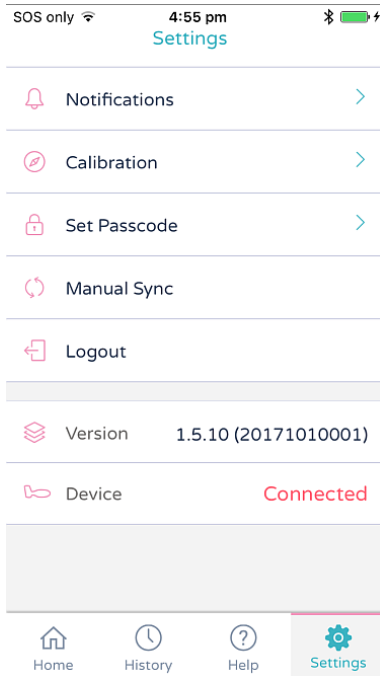 SOS only 4:55 pm
Settings
Notifications
Calibration
Set Passcode
Manual Sync
Logout
Version 1.5.10 (20171010001)
Device Connected
Home History Help Settings